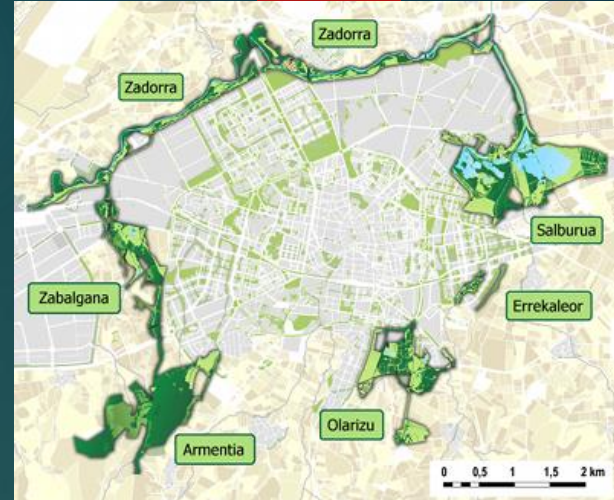 Zadorra
Zadorra
Salburua
Zabalgana
Errekaleor
Olarizu
Armentia
0 0,5 1 1,5 2 km